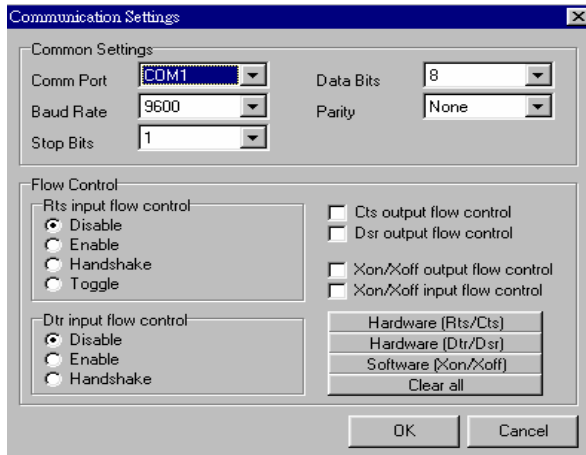 Communication Settings
Common Settings
Comm Port COM1
Data Bits 8
Baud Rate 9600
Parity None
Stop Bits 1
Flow Control
Rts input flow control
Disable
Enable
Handshake
Toggle
Cts output flow control
Dsr output flow control
Xon/Xoff output flow control
Xon/Xoff input flow control
Dtr input flow control
Disable
Enable
Handshake
Hardware (Rts/Cts)
Hardware (Dtr/Dsr)
Software (Xon/Xoff)
Clear all
OK
Cancel